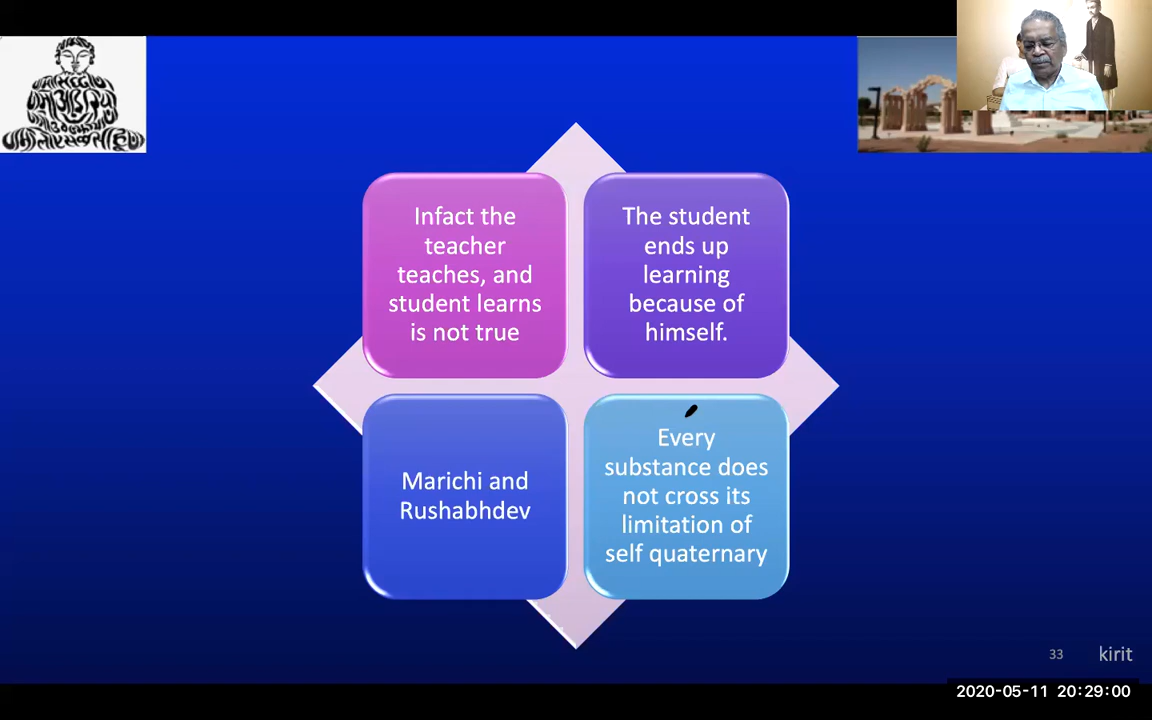 Infact the
teacher
teaches, and
student learns
is not true
The student
ends up
learning
because of
himself.
Marichi and
Rushabhdev
Every
substance does
not cross its
limitation of
self quaternary
33
kirit
2020-05-11 20:29:00